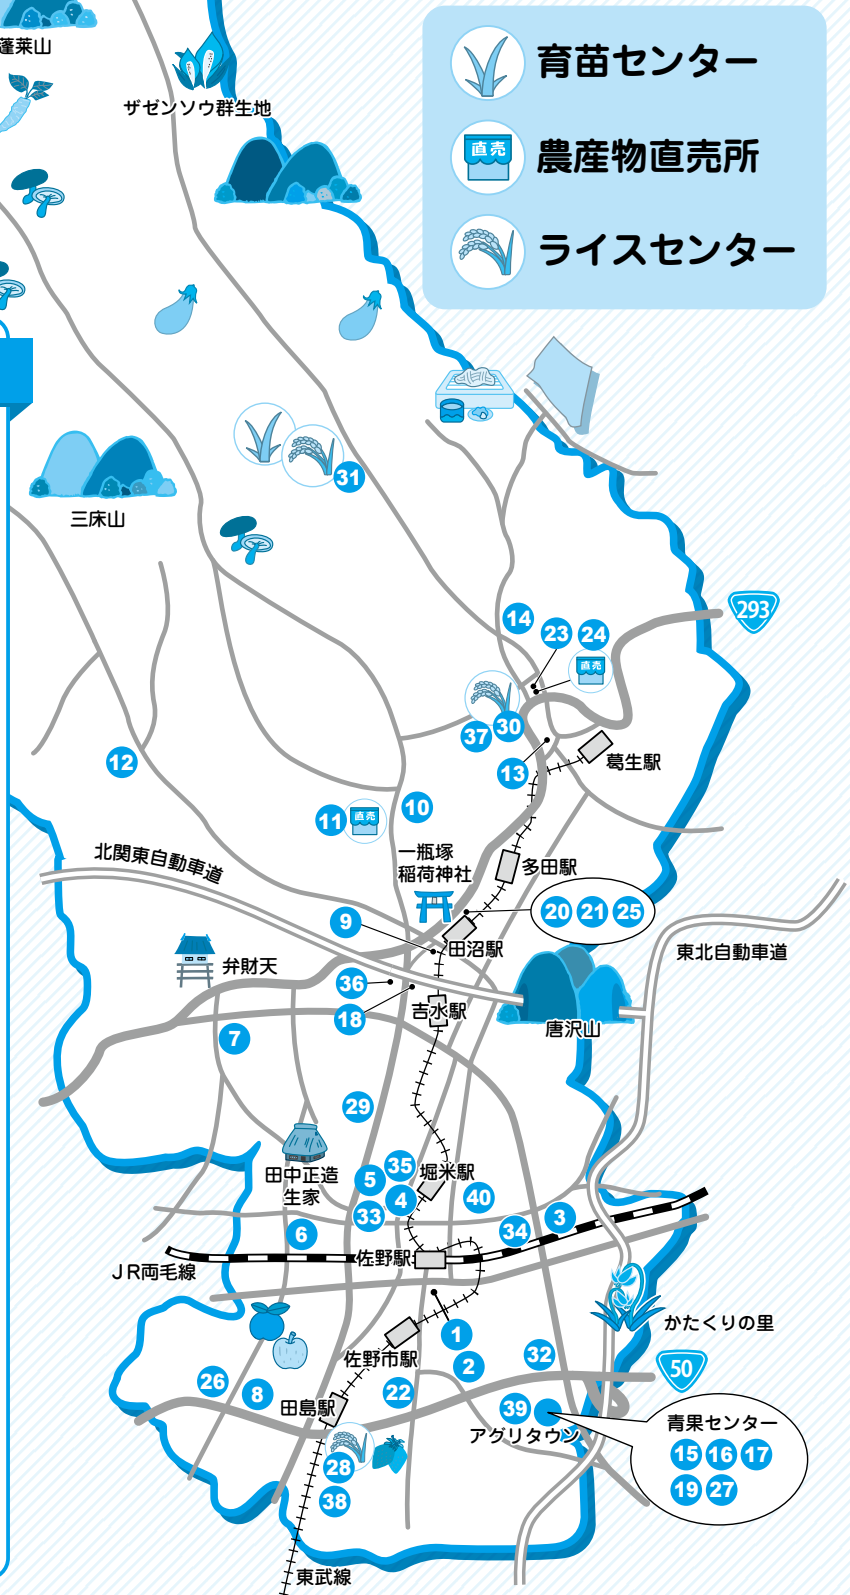 育苗センター
直売
農産物直売所
ライスセンター
蓬莱山
ザゼンソウ群生地
三床山
31
293
14
23
24
直売
30
37
13
葛生駅
12
10
11
直売
一瓶塚
稲荷神社
多田駅
北関東自動車道
20 21 25
9
田沼駅
東北自動車道
弁財天
36
18
吉水駅
唐沢山
7
29
田中正造
生家
5
35
堀米駅
4
40
33
6
34
3
佐野駅
JR両毛線
かたくりの里
1
佐野市駅
2
32
50
26
8
22
田島駅
39
アグリタウン
青果センター
15 16 17
19 27
28
38
東武線